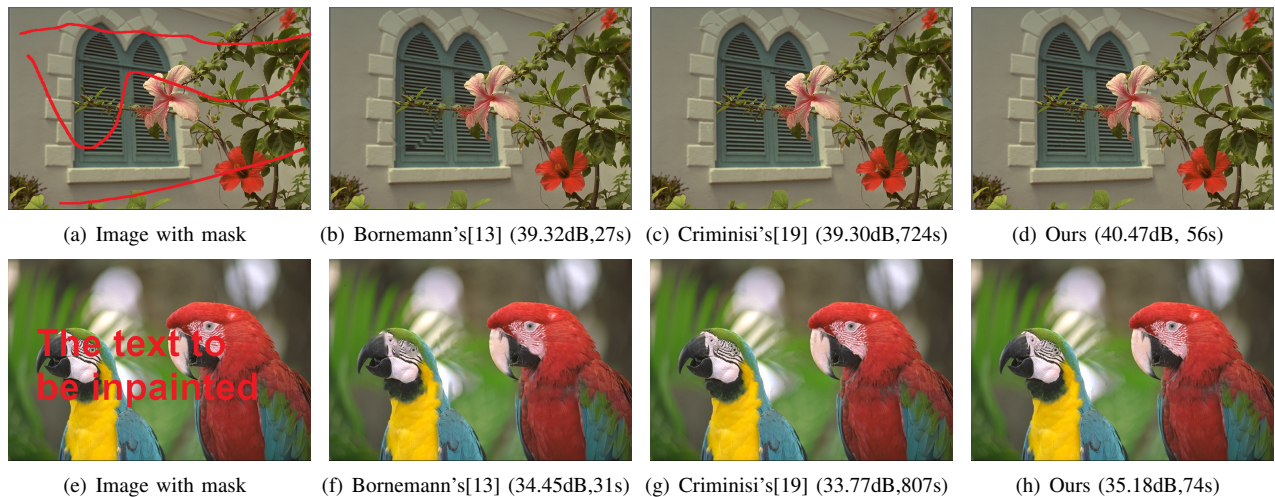 (a) Image with mask
(b) Bornemann's[13] (39.32dB,27s)
(c) Criminisi's[19] (39.30dB,724s)
(d) Ours (40.47dB, 56s)
The text to
be inpainted
(e) Image with mask
(f) Bornemann's[13] (34.45dB,31s)
(g) Criminisi's[19] (33.77dB,807s)
(h) Ours (35.18dB,74s)